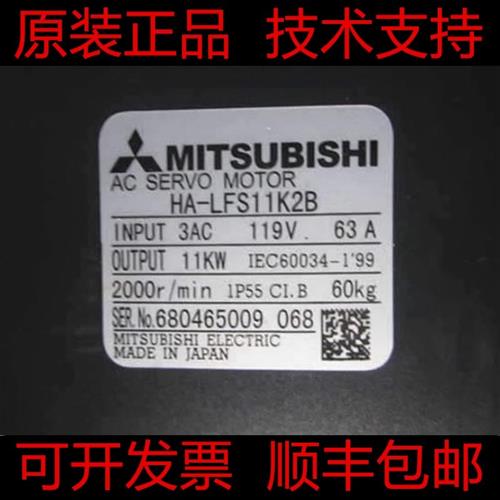 原装正品 技术支持
MITSUBISHI
AC SERVO MOTOR
HA-LFS11K2B
INPUT 3AC 119V. 63 A
OUTPUT 11KW IEC60034-1'99
2000r/min 1P55 CI.B 60kg
SER.No.680465009 068
MITSUBISHI ELECTRIC
MADE IN JAPAN
可开发票 顺丰包邮